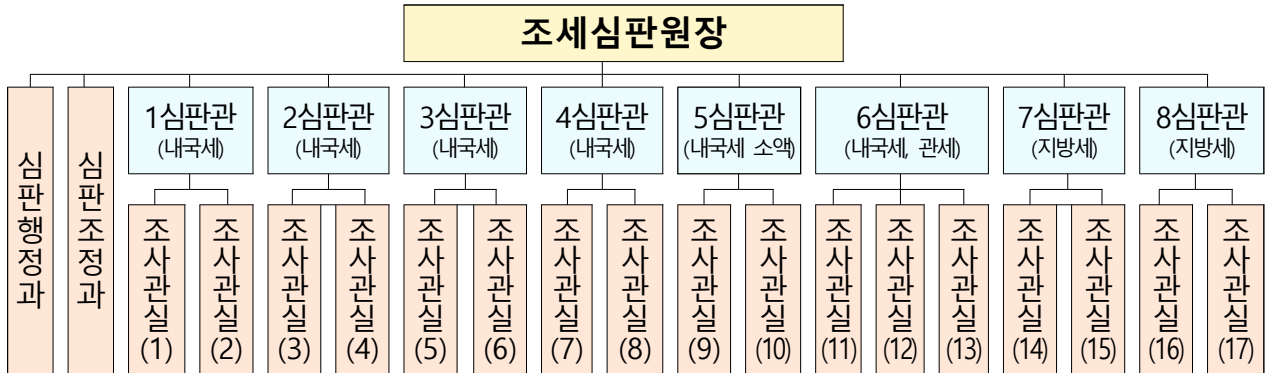 조세심판원장
심판행정과
심판조정과
1심판관
(내국세)
2심판관
(내국세)
3심판관
(내국세)
4심판관
(내국세)
5심판관
(내국세 소액)
6심판관
(내국세, 관세)
7심판관
(지방세)
8심판관
(지방세)
조사관실
(1)
조사관실
(2)
조사관실
(3)
조사관실
(4)
조사관실
(5)
조사관실
(6)
조사관실
(7)
조사관실
(8)
조사관실
(9)
조사관실
(10)
조사관실
(11)
조사관실
(12)
조사관실
(13)
조사관실
(14)
조사관실
(15)
조사관실
(16)
조사관실
(17)